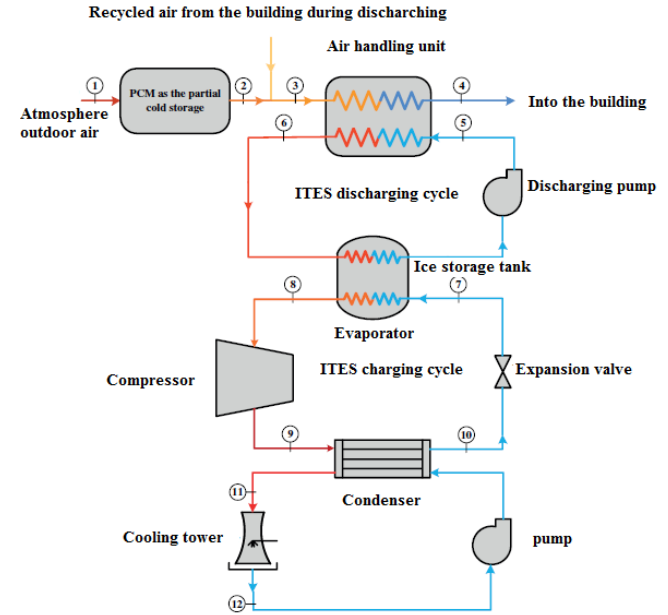 Recycled air from the building during discharching
Air handling unit
1
2
3
4
PCM as the partial
cold storage
Into the building
Atmosphere
outdoor air
6
5
ITES discharging cycle
Discharging pump
Ice storage tank
8
7
Evaporator
Compressor
ITES charging cycle
Expansion valve
9
10
11
Condenser
Cooling tower
pump
12